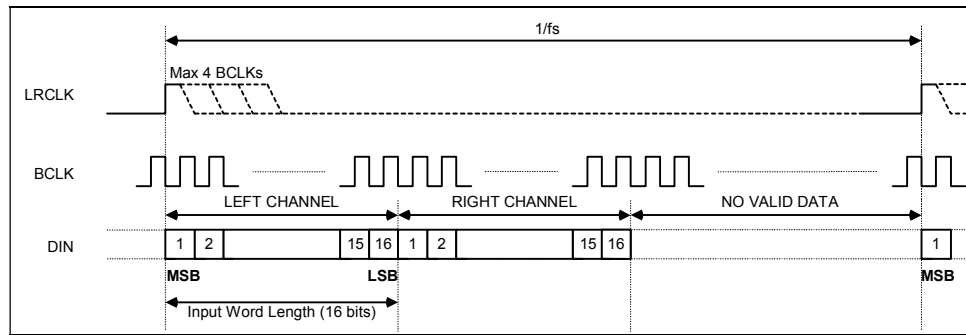 1/fs
Max 4 BCLKs
LRCLK
BCLK
LEFT CHANNEL RIGHT CHANNEL NO VALID DATA
DIN 1 2 15 16 1 2 15 16 1
MSB LSB MSB
Input Word Length (16 bits)